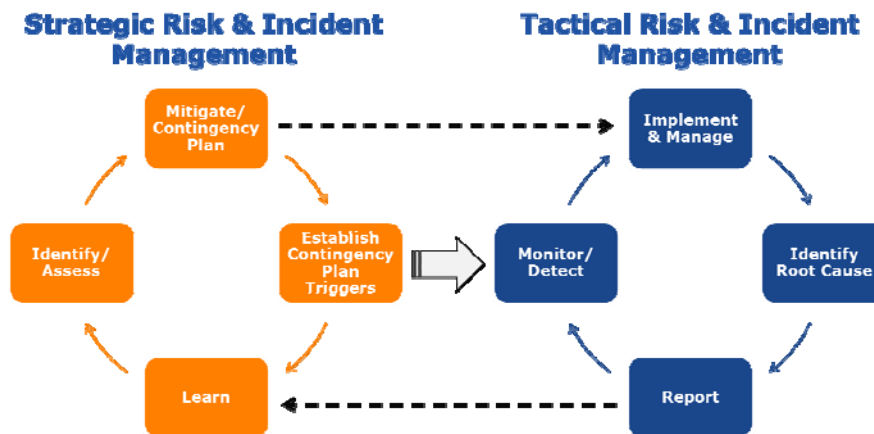 Strategic Risk & Incident
Management
Tactical Risk & Incident
Management
Mitigate/
Contingency
Plan
Implement
& Manage
Identify/
Assess
Establish
Contingency
Plan
Triggers
Monitor/
Detect
Identify
Root Cause
Learn
Report